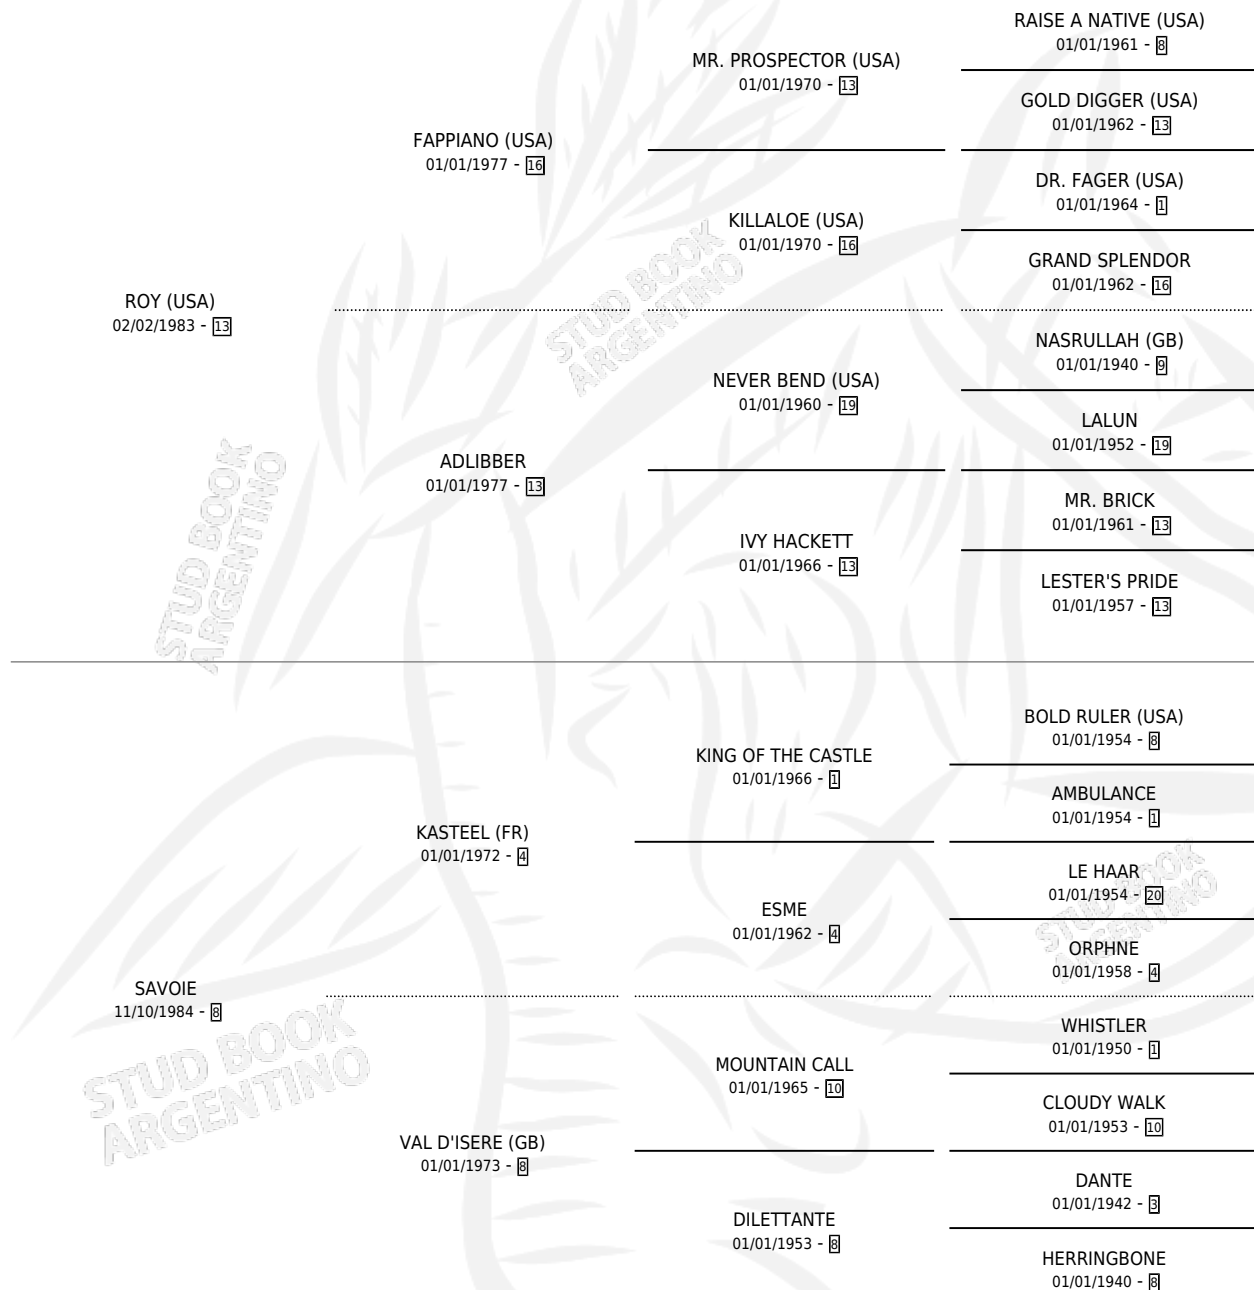 RAISE A NATIVE (USA)
01/01/1961 - 8
MR. PROSPECTOR (USA)
01/01/1970 - 13
GOLD DIGGER (USA)
01/01/1962 - 13
FAPPIANO (USA)
01/01/1977 - 16
DR. FAGER (USA)
01/01/1964 - 1
KILLALOE (USA)
01/01/1970 - 16
GRAND SPLENDOR
01/01/1962 - 16
ROY (USA)
02/02/1983 - 13
STUD BOOK
ARGENTINO
NASRULLAH (GB)
01/01/1940 - 9
NEVER BEND (USA)
01/01/1960 - 19
LALUN
01/01/1952 - 19
ADLIBBER
01/01/1977 - 13
MR. BRICK
01/01/1961 - 13
IVY HACKETT
01/01/1966 - 13
LESTER'S PRIDE
01/01/1957 - 13
STUD BOOK
ARGENTINO
BOLD RULER (USA)
01/01/1954 - 8
KING OF THE CASTLE
01/01/1966 - 1
AMBULANCE
01/01/1954 - 1
KASTEEL (FR)
01/01/1972 - 4
LE HAAR
01/01/1954 - 20
ESME
01/01/1962 - 4
STUD BOOK
ARGENTINO
ORPHNE
01/01/1958 - 4
SAVOIE
11/10/1984 - 8
STUD BOOK
ARGENTINO
WHISTLER
01/01/1950 - 1
MOUNTAIN CALL
01/01/1965 - 10
CLOUDY WALK
01/01/1953 - 10
VAL D'ISERE (GB)
01/01/1973 - 8
DANTE
01/01/1942 - 3
DILETTANTE
01/01/1953 - 8
HERRINGBONE
01/01/1940 - 8